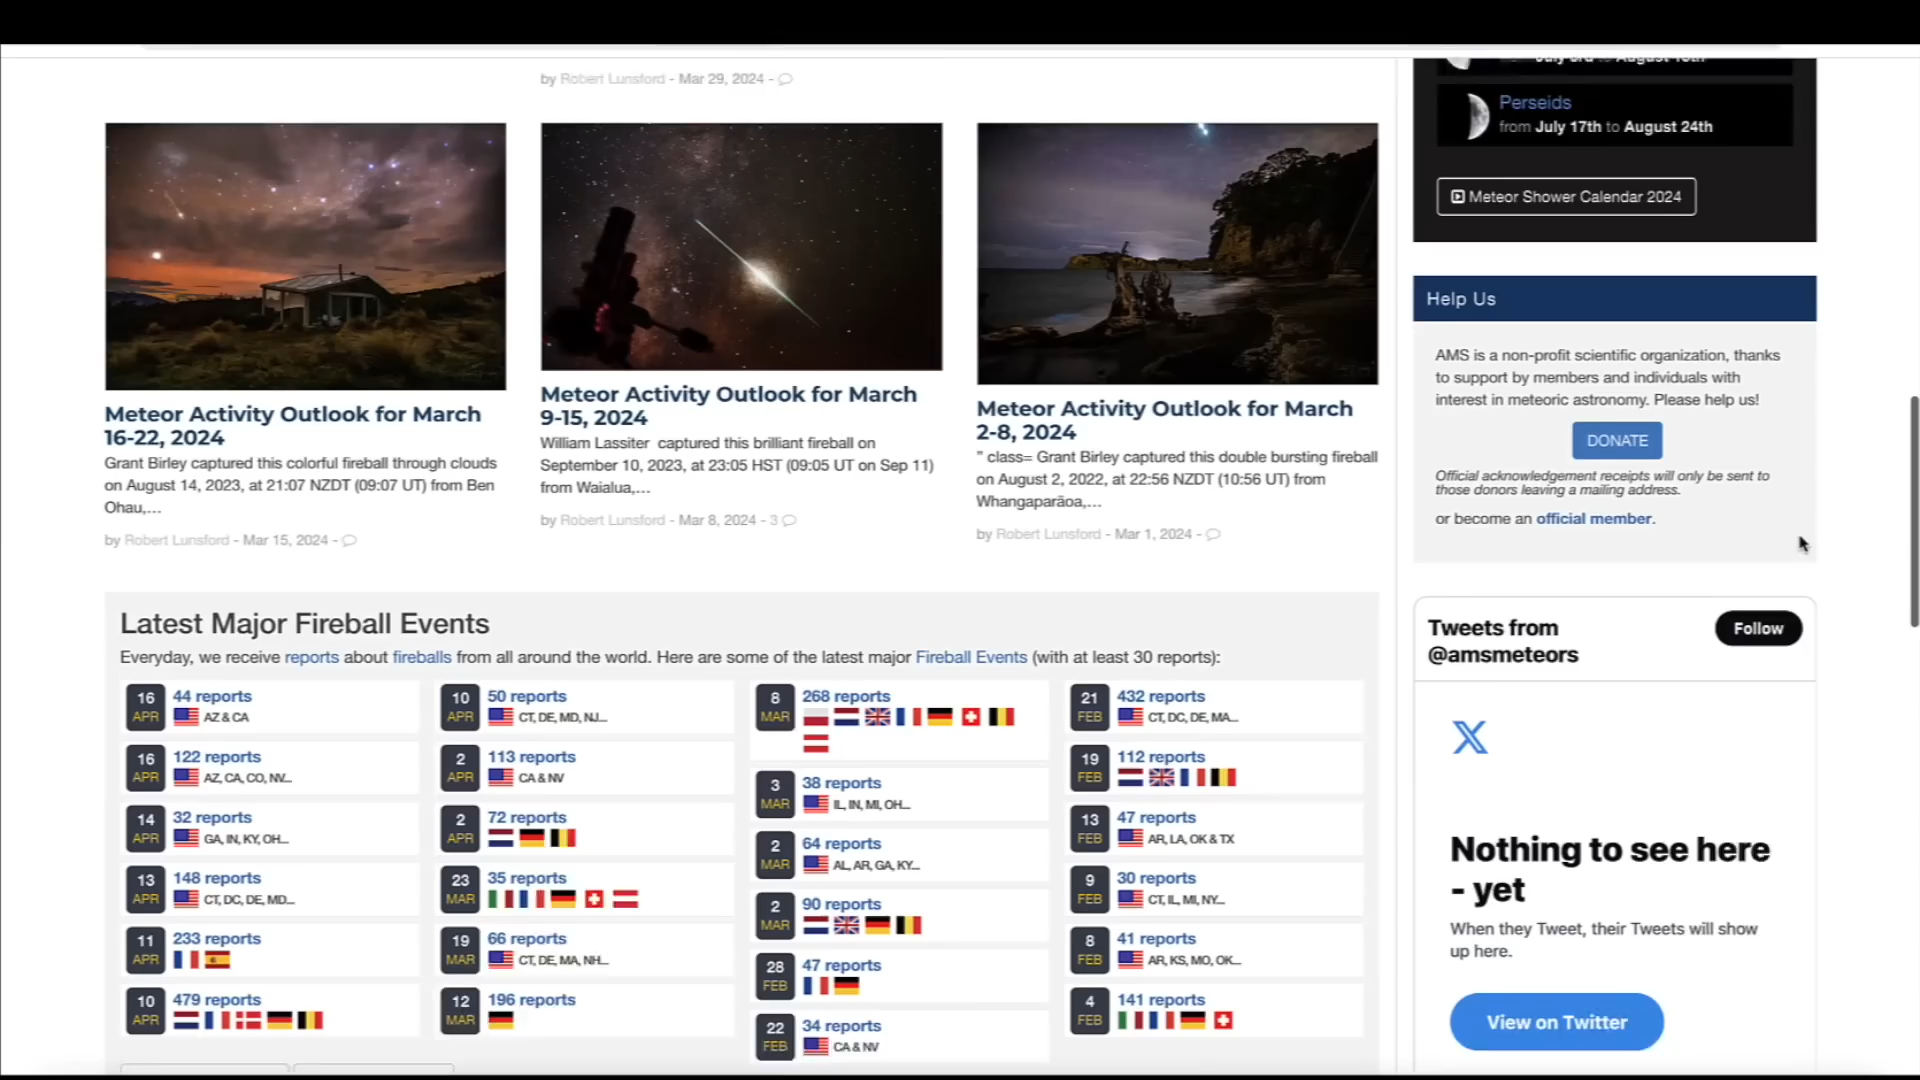 by Robert Lunsford - Mar 29, 2024 -
Meteor Activity Outlook for March
16-22, 2024
Grant Birley captured this colorful fireball through clouds
on August 14, 2023, at 21:07 NZDT (09:07 UT) from Ben
Ohau,...
by Robert Lunsford - Mar 15, 2024 -
Meteor Activity Outlook for March
9-15, 2024
William Lassiter captured this brilliant fireball on
September 10, 2023, at 23:05 HST (09:05 UT on Sep 11)
from Waialua,...
by Robert Lunsford - Mar 8, 2024 - 3
Meteor Activity Outlook for March
2-8, 2024
" class= Grant Birley captured this double bursting fireball
on August 2, 2022, at 22:56 NZDT (10:56 UT) from
Whangaparāoa,...
by Robert Lunsford - Mar 1, 2024 -
Latest Major Fireball Events
Everyday, we receive reports about fireballs from all around the world. Here are some of the latest major Fireball Events (with at least 30 reports):
16 APR 44 reports
AZ & CA
16 APR 122 reports
AZ, CA, CO, NV...
14 APR 32 reports
GA, IN, KY, OH...
13 APR 148 reports
CT, DC, DE, MD...
11 APR 233 reports
10 APR 479 reports
10 APR 50 reports
CT, DE, MD, NJ...
2 APR 113 reports
CA & NV
2 APR 72 reports
23 MAR 35 reports
19 MAR 66 reports
CT, DE, MA, NH...
12 MAR 196 reports
8 MAR 268 reports
3 MAR 38 reports
IL, IN, MI, OH...
2 MAR 64 reports
AL, AR, GA, KY...
2 MAR 90 reports
28 FEB 47 reports
22 FEB 34 reports
CA & NV
21 FEB 432 reports
CT, DC, DE, MA...
19 FEB 112 reports
13 FEB 47 reports
AR, LA, OK & TX
9 FEB 30 reports
CT, IL, MI, NY...
8 FEB 41 reports
AR, KS, MO, OK...
4 FEB 141 reports
July to August
Perseids
from July 17th to August 24th
Meteor Shower Calendar 2024
Help Us
AMS is a non-profit scientific organization, thanks
to support by members and individuals with
interest in meteoric astronomy. Please help us!
DONATE
Official acknowledgement receipts will only be sent to
those donors leaving a mailing address.
or become an official member.
Tweets from
@amsmeteors
Follow
Nothing to see here
- yet
When they Tweet, their Tweets will show
up here.
View on Twitter